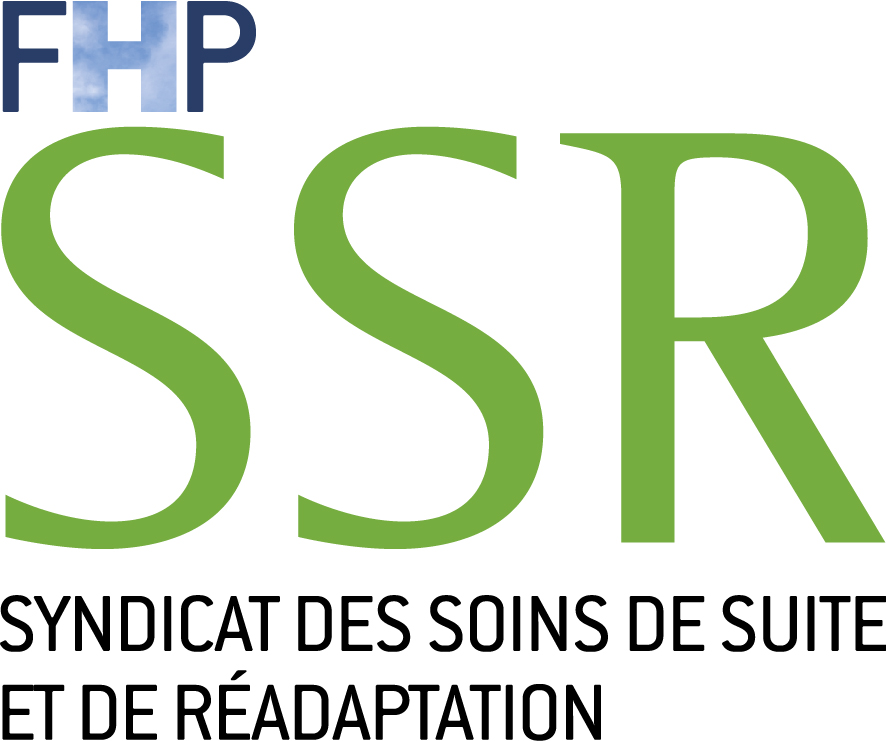 FHP
SSR
SYNDICAT DES SOINS DE SUITE
ET DE RÉADAPTATION